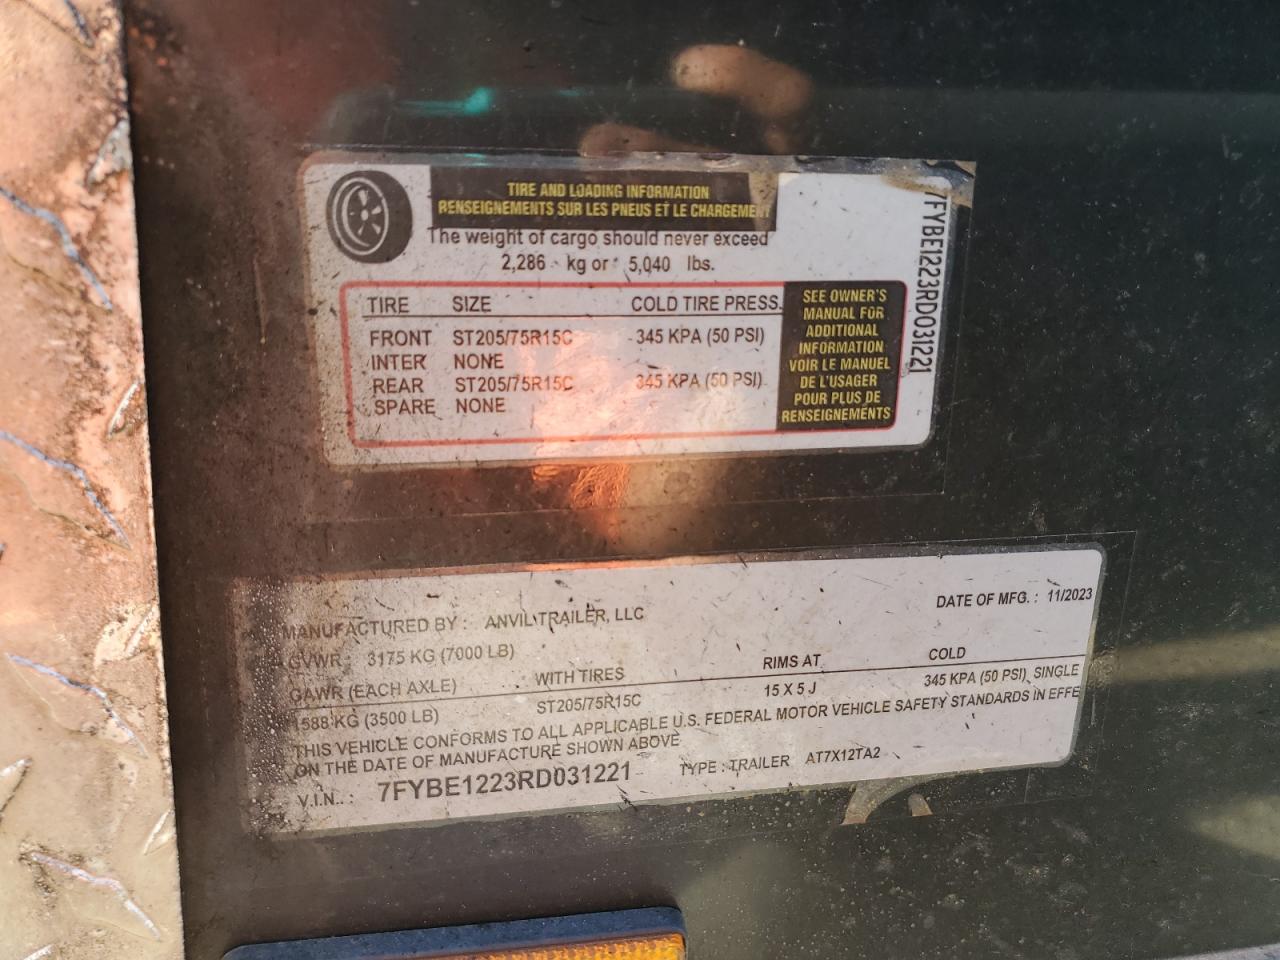 TIRE AND LOADING INFORMATION
RENSEIGNEMENTS SUR LES PNEUS ET LE CHARGEMENT
The weight of cargo should never exceed
2,286 kg or 5,040 lbs.
TIRE SIZE COLD TIRE PRESS.
FRONT ST205/75R15C 345 KPA (50 PSI)
INTER NONE
REAR ST205/75R15C 345 KPA (50 PSI)
SPARE NONE
SEE OWNER'S
MANUAL FOR
ADDITIONAL
INFORMATION
VOIR LE MANUEL
DE L'USAGER
POUR PLUS DE
RENSEIGNEMENTS
7FYBE1223RD031221
MANUFACTURED BY : ANVIL TRAILER, LLC DATE OF MFG. : 11/2023
GVWR : 3175 KG (7000 LB)
GAWR (EACH AXLE) WITH TIRES RIMS AT COLD
1588 KG (3500 LB) ST205/75R15C 15 X 5 J 345 KPA (50 PSI) SINGLE
THIS VEHICLE CONFORMS TO ALL APPLICABLE U.S. FEDERAL MOTOR VEHICLE SAFETY STANDARDS IN EFFE
ON THE DATE OF MANUFACTURE SHOWN ABOVE
V.I.N.. : 7FYBE1223RD031221 TYPE : TRAILER AT7X12TA2